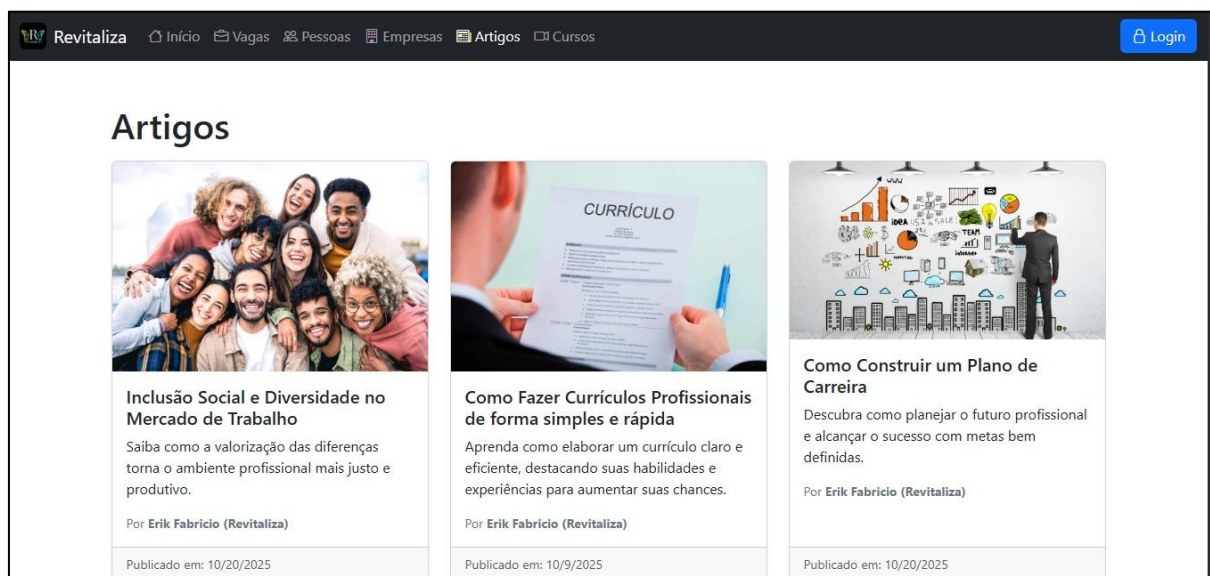 Revitaliza Início Vagas Pessoas Empresas Artigos Cursos Login
Artigos
CURRÍCULO
IDEA
TEAM
internet
Inclusão Social e Diversidade no
Mercado de Trabalho
Saiba como a valorização das diferenças
torna o ambiente profissional mais justo e
produtivo.
Por Erik Fabricio (Revitaliza)
Publicado em: 10/20/2025
Como Fazer Currículos Profissionais
de forma simples e rápida
Aprenda como elaborar um currículo claro e
eficiente, destacando suas habilidades e
experiências para aumentar suas chances.
Por Erik Fabricio (Revitaliza)
Publicado em: 10/9/2025
Como Construir um Plano de
Carreira
Descubra como planejar o futuro profissional
e alcançar o sucesso com metas bem
definidas.
Por Erik Fabricio (Revitaliza)
Publicado em: 10/20/2025